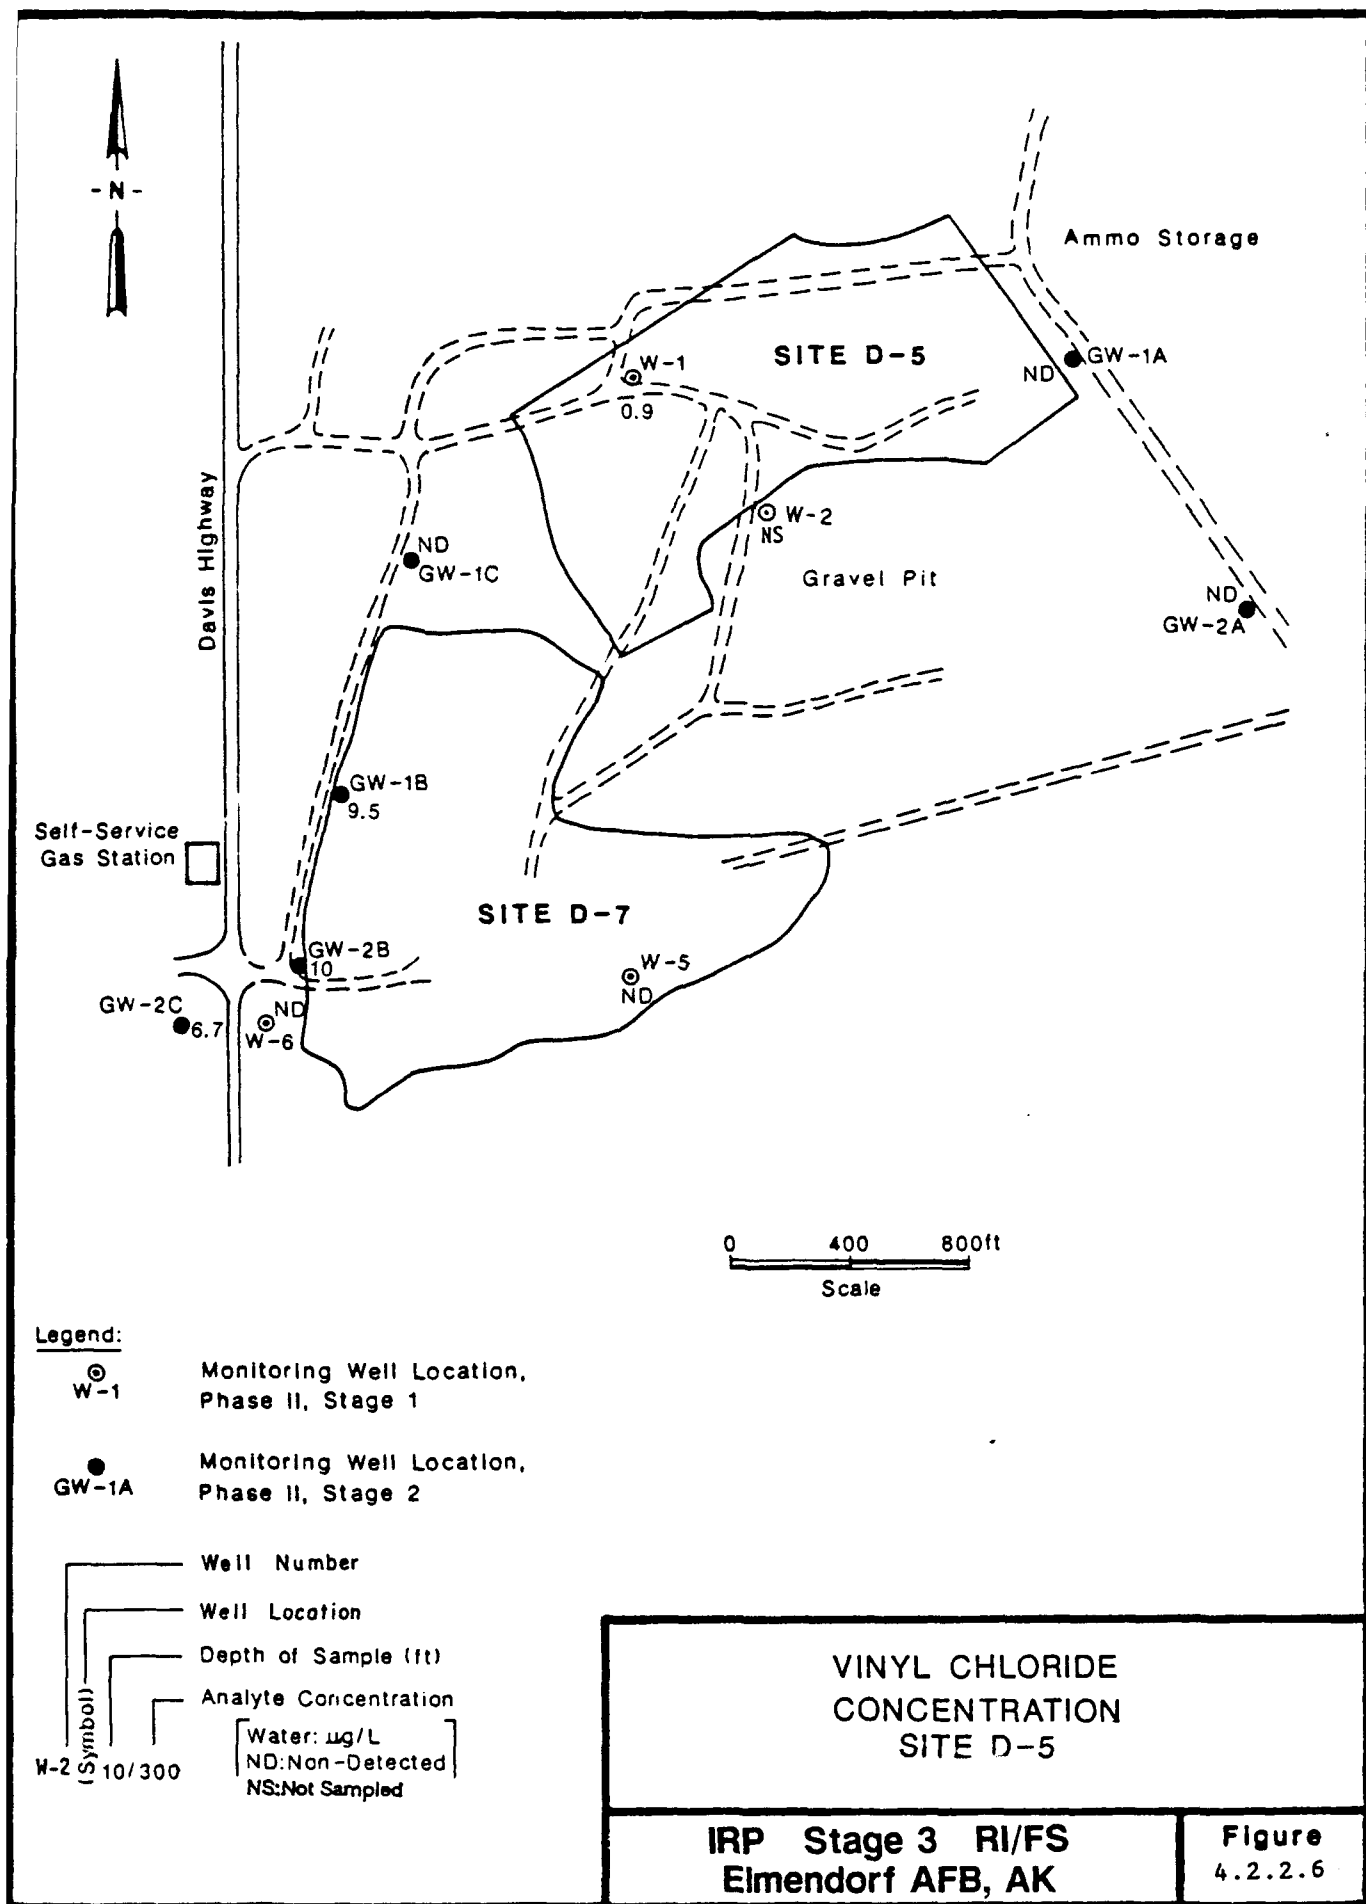 - N -
Ammo Storage
SITE D-5
W-1
0.9
GW-1A
ND
Davis Highway
W-2
NS
ND
GW-1C
Gravel Pit
ND
GW-2A
GW-1B
9.5
Self-Service
Gas Station
SITE D-7
GW-2B
10
W-5
ND
GW-2C
6.7
ND
W-6
0 400 800ft
Scale
Legend:
W-1
Monitoring Well Location,
Phase II, Stage 1
GW-1A
Monitoring Well Location,
Phase II, Stage 2
Well Number
Well Location
Depth of Sample (ft)
Analyte Concentration
Water: ug/L
ND:Non-Detected
NS:Not Sampled
W-2 (Symbol) 10/300
VINYL CHLORIDE
CONCENTRATION
SITE D-5
IRP Stage 3 RI/FS
Elmendorf AFB, AK
Figure
4.2.2.6